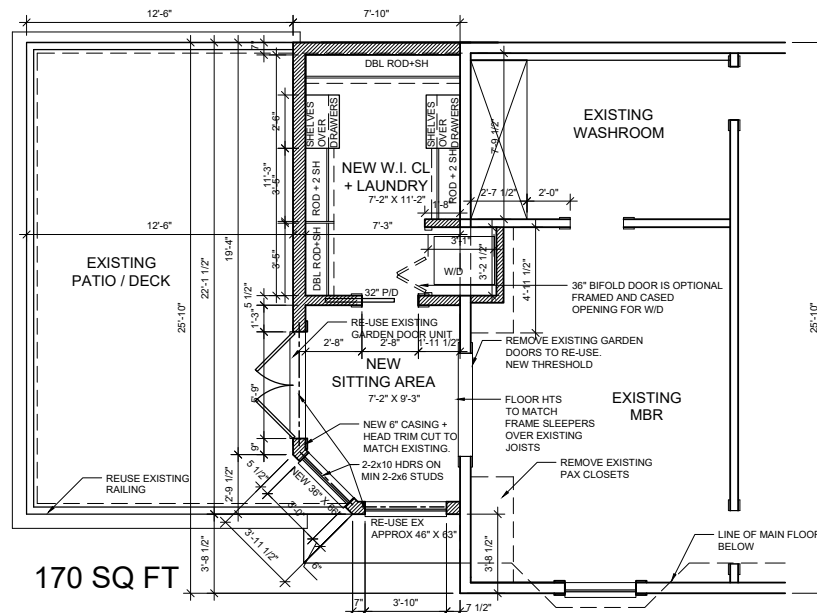 12'-6"
7'-10"
7"
DBL ROD+SH
SHELVES
OVER
DRAWERS
SHELVES
OVER
DRAWERS
2'-6"
11'-3"
3'-5"
ROD + 2 SH
ROD + 2 SH
NEW W.I. CL
+ LAUNDRY
7'-2" X 11'-2"
1'-8"
EXISTING
WASHROOM
7'-9 1/2"
2'-7 1/2"
2'-0"
12'-6"
7'-3"
3'-1"
3'-5"
DBL ROD+SH
W/D
3'-2 1/2"
4'-11 1/2"
EXISTING
PATIO / DECK
19'-4"
22'-1 1/2"
25'-10"
25'-10"
5 1/2"
1'-3"
32" P/D
36" BIFOLD DOOR IS OPTIONAL
FRAMED AND CASED
OPENING FOR W/D
RE-USE EXISTING
GARDEN DOOR UNIT
REMOVE EXISTING GARDEN
DOORS TO RE-USE.
NEW THRESHOLD
2'-8"
2'-8"
1'-11 1/2"
NEW
SITTING AREA
7'-2" X 9'-3"
FLOOR HTS
TO MATCH
FRAME SLEEPERS
OVER EXISTING
JOISTS
EXISTING
MBR
NEW 6" CASING +
HEAD TRIM CUT TO
MATCH EXISTING.
2-2x10 HDRS ON
MIN 2-2x6 STUDS
REMOVE EXISTING
PAX CLOSETS
REUSE EXISTING
RAILING
2'-9 1/2"
5 1/2"
NEW 36" X 66"
3'-0"
3'-11 1/2"
6"
RE-USE EX
APPROX 46" X 63"
3'-8 1/2"
3'-8 1/2"
LINE OF MAIN FLOOR
BELOW
170 SQ FT
7"
3'-10"
7 1/2"